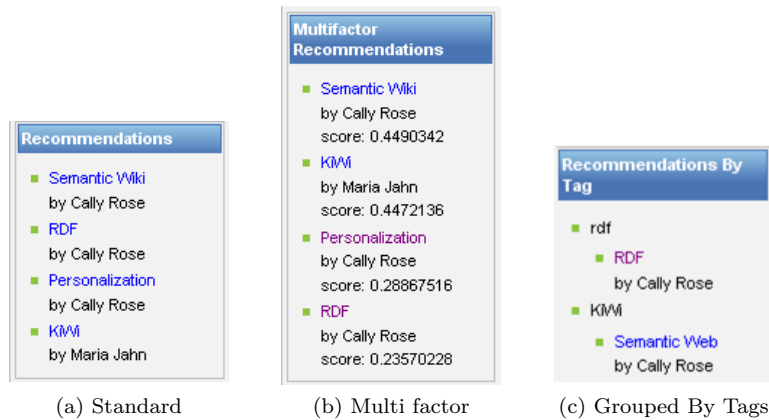 Recommendations
Semantic Wiki
by Cally Rose
RDF
by Cally Rose
Personalization
by Cally Rose
KiWi
by Maria Jahn
(a) Standard
Multifactor
Recommendations
Semantic Wiki
by Cally Rose
score: 0.4490342
KiWi
by Maria Jahn
score: 0.4472136
Personalization
by Cally Rose
score: 0.28867516
RDF
by Cally Rose
score: 0.23570228
(b) Multi factor
Recommendations By
Tag
rdf
RDF
by Cally Rose
KiWi
Semantic Web
by Cally Rose
(c) Grouped By Tags